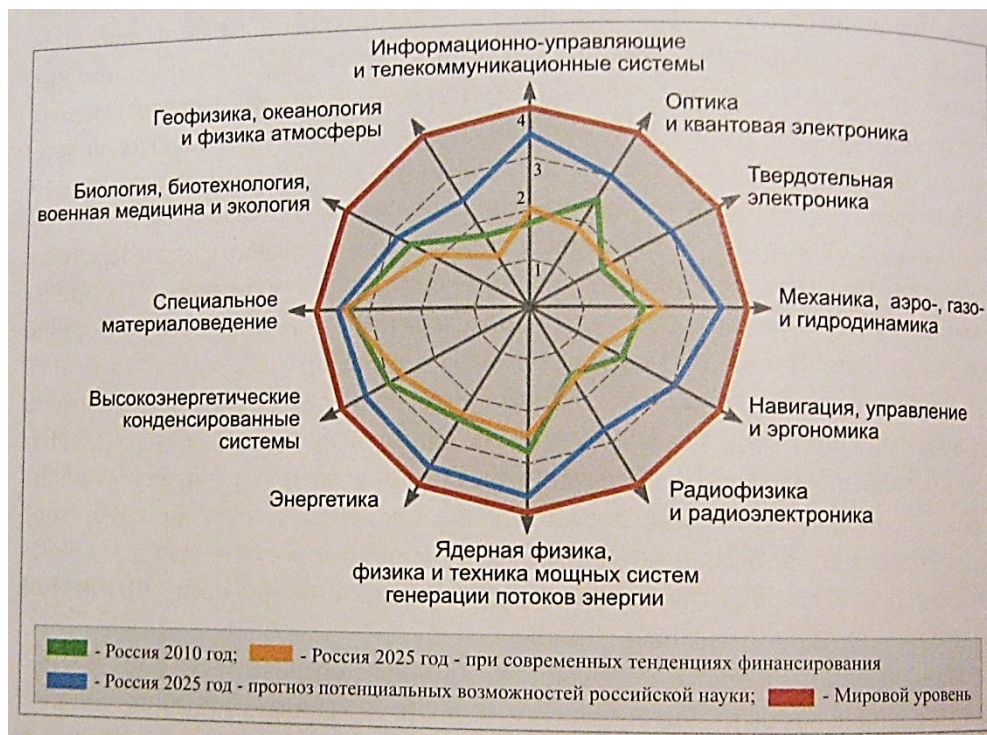 Информационно-управляющие
и телекоммуникационные системы
Оптика
и квантовая электроника
Твердотельная
электроника
Механика, аэро-, газо-
и гидродинамика
Навигация, управление
и эргономика
Радиофизика
и радиоэлектроника
Ядерная физика,
физика и техника мощных систем
генерации потоков энергии
Энергетика
Высокоэнергетические
конденсированные
системы
Специальное
материаловедение
Биология, биотехнология,
военная медицина и экология
Геофизика, океанология
и физика атмосферы
4
3
2
1
- Россия 2010 год; - Россия 2025 год - при современных тенденциях финансирования
- Россия 2025 год - прогноз потенциальных возможностей российской науки; - Мировой уровень